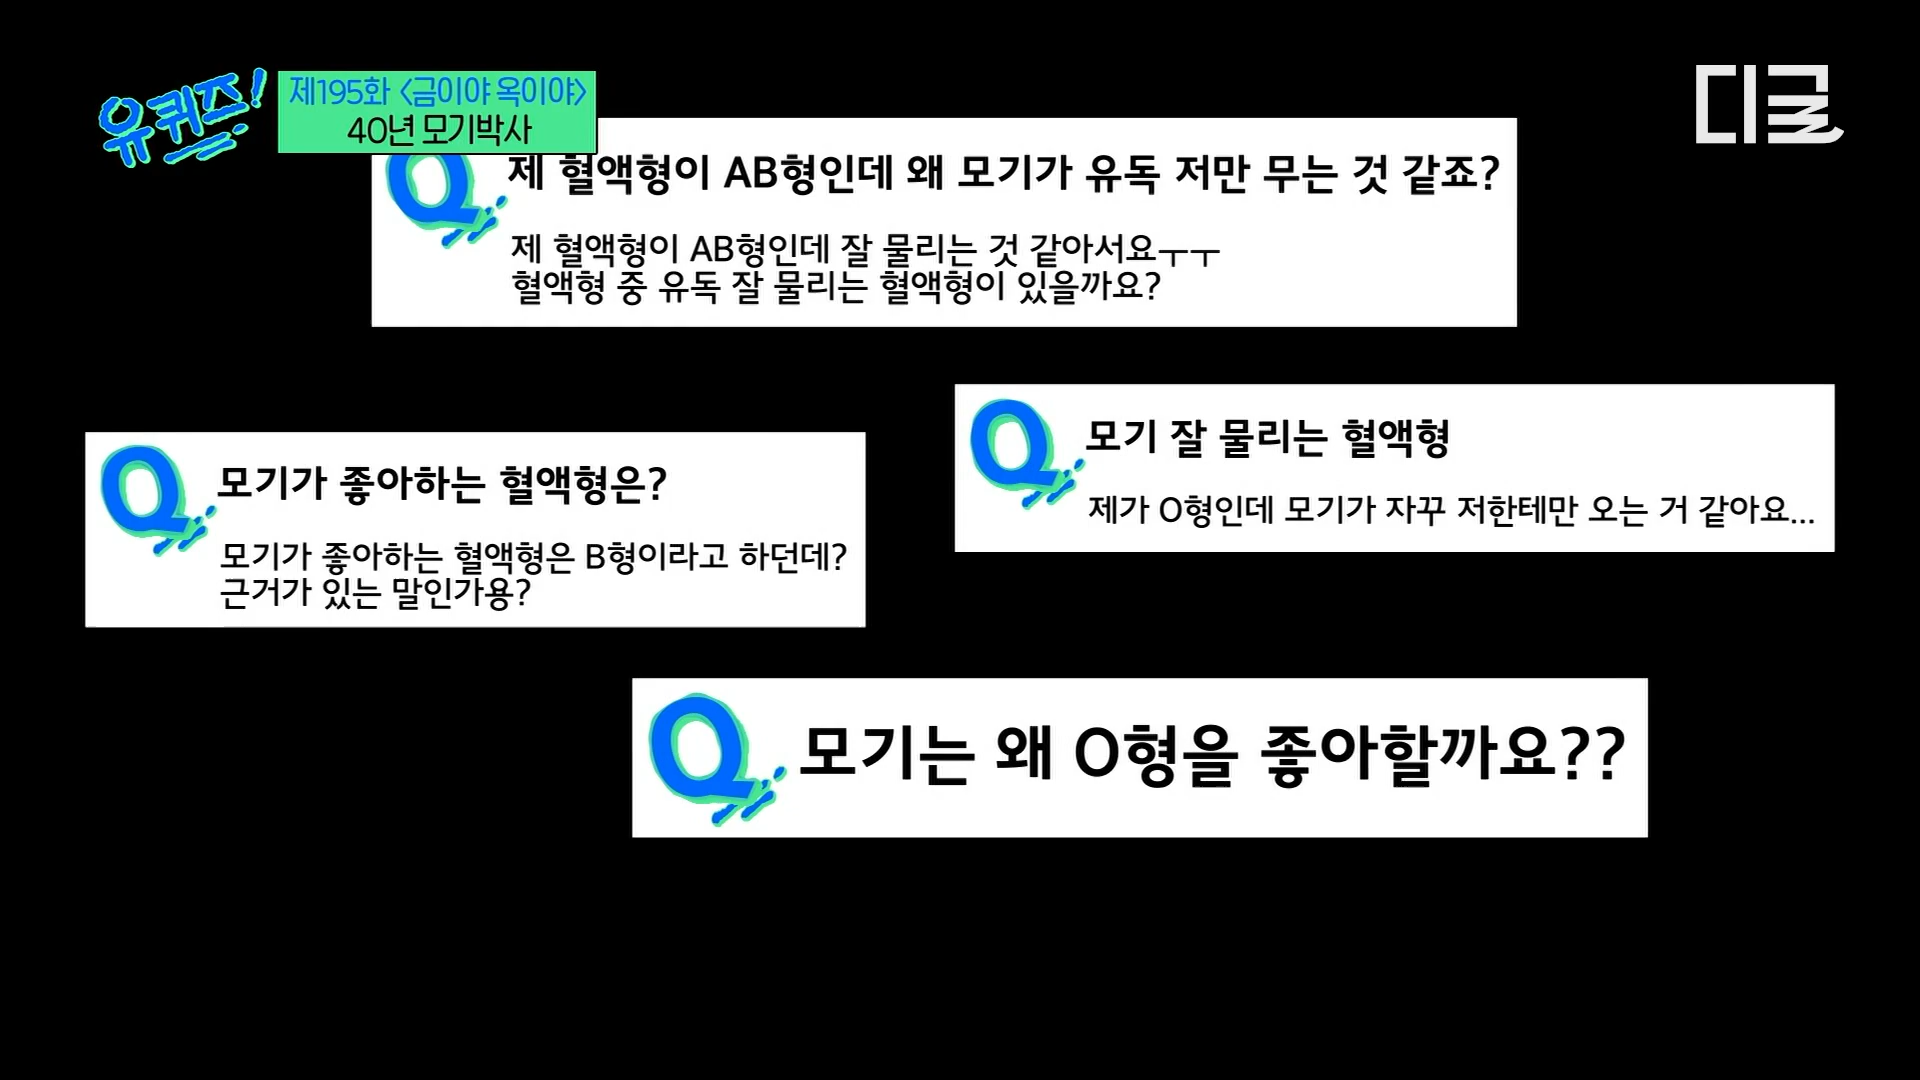 유퀴즈!
제195화 <금이야 옥이야>
40년 모기박사
디글
Q 제 혈액형이 AB형인데 왜 모기가 유독 저만 무는 것 같죠?
제 혈액형이 AB형인데 잘 물리는 것 같아서요ㅜㅜ
혈액형 중 유독 잘 물리는 혈액형이 있을까요?
Q 모기 잘 물리는 혈액형
제가 O형인데 모기가 자꾸 저한테만 오는 거 같아요...
Q 모기가 좋아하는 혈액형은?
모기가 좋아하는 혈액형은 B형이라고 하던데?
근거가 있는 말인가용?
Q 모기는 왜 O형을 좋아할까요??